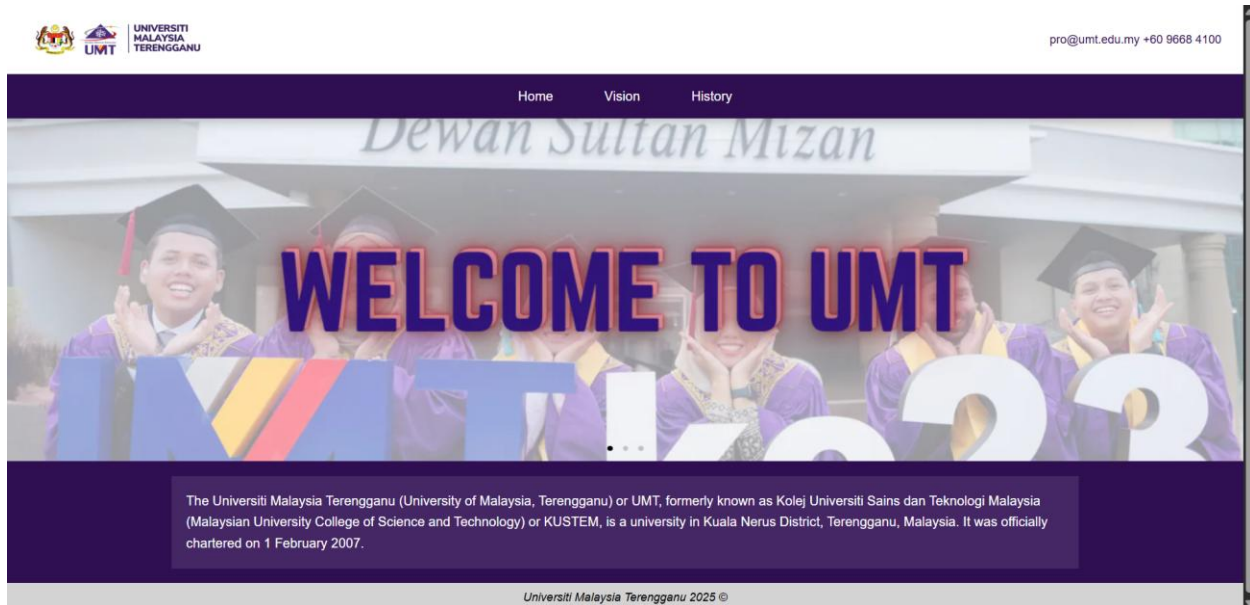 UNIVERSITI
MALAYSIA
TERENGGANU
UMT
pro@umt.edu.my +60 9668 4100
Home Vision History
Dewan Sultan Mizan
WELCOME TO UMT
UMT ke23
The Universiti Malaysia Terengganu (University of Malaysia, Terengganu) or UMT, formerly known as Kolej Universiti Sains dan Teknologi Malaysia
(Malaysian University College of Science and Technology) or KUSTEM, is a university in Kuala Nerus District, Terengganu, Malaysia. It was officially
chartered on 1 February 2007.
Universiti Malaysia Terengganu 2025 ©